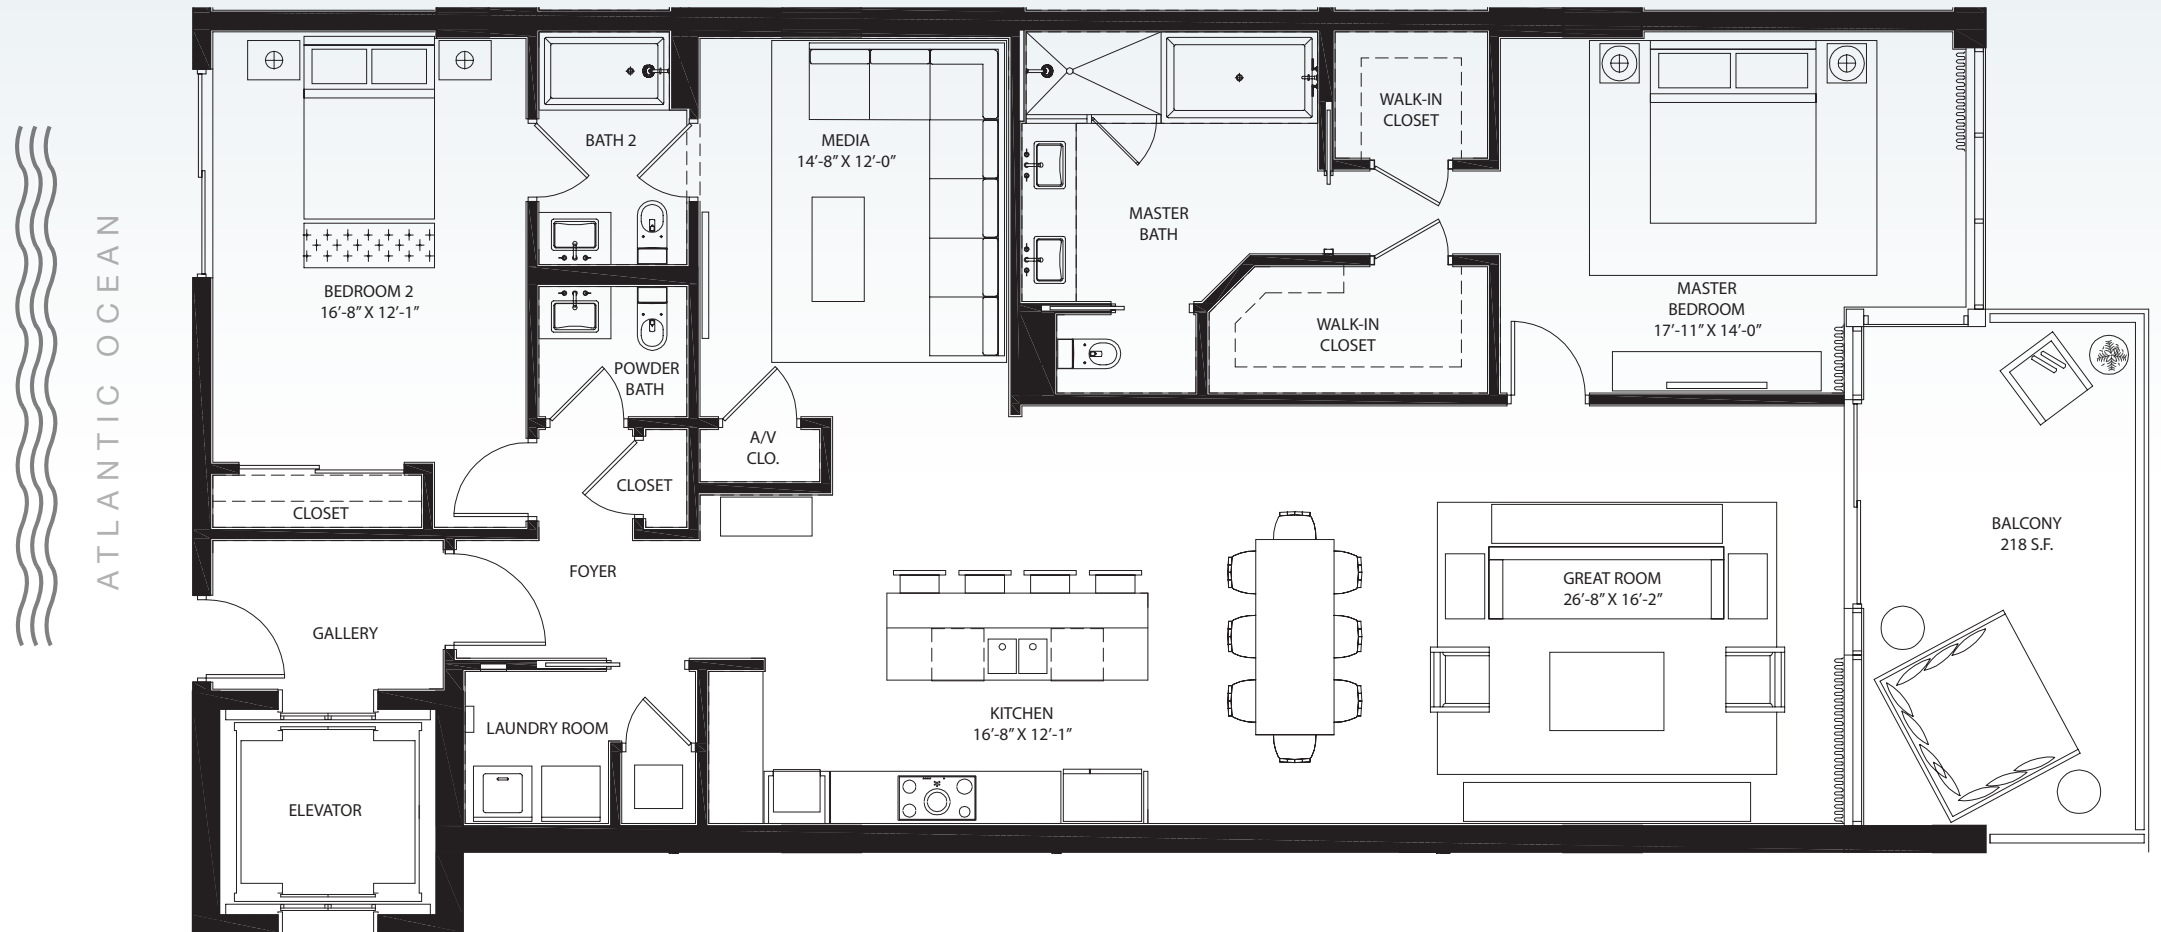 ATLANTIC OCEAN
BEDROOM 2
16'-8" X 12'-1"
CLOSET
BATH 2
POWDER
BATH
CLOSET
MEDIA
14'-8" X 12'-0"
A/V
CLO.
MASTER
BATH
WALK-IN
CLOSET
WALK-IN
CLOSET
MASTER
BEDROOM
17'-11" X 14'-0"
BALCONY
218 S.F.
GALLERY
FOYER
GREAT ROOM
26'-8" X 16'-2"
LAUNDRY ROOM
KITCHEN
16'-8" X 12'-1"
ELEVATOR